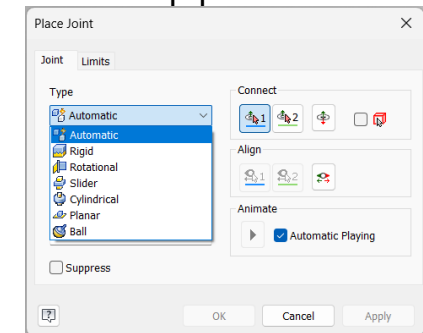 Place Joint
Joint Limits
Type
Automatic
Automatic
Rigid
Rotational
Slider
Cylindrical
Planar
Ball
Suppress
Connect
1 2
Align
1 2
Animate
Automatic Playing
?
OK Cancel Apply